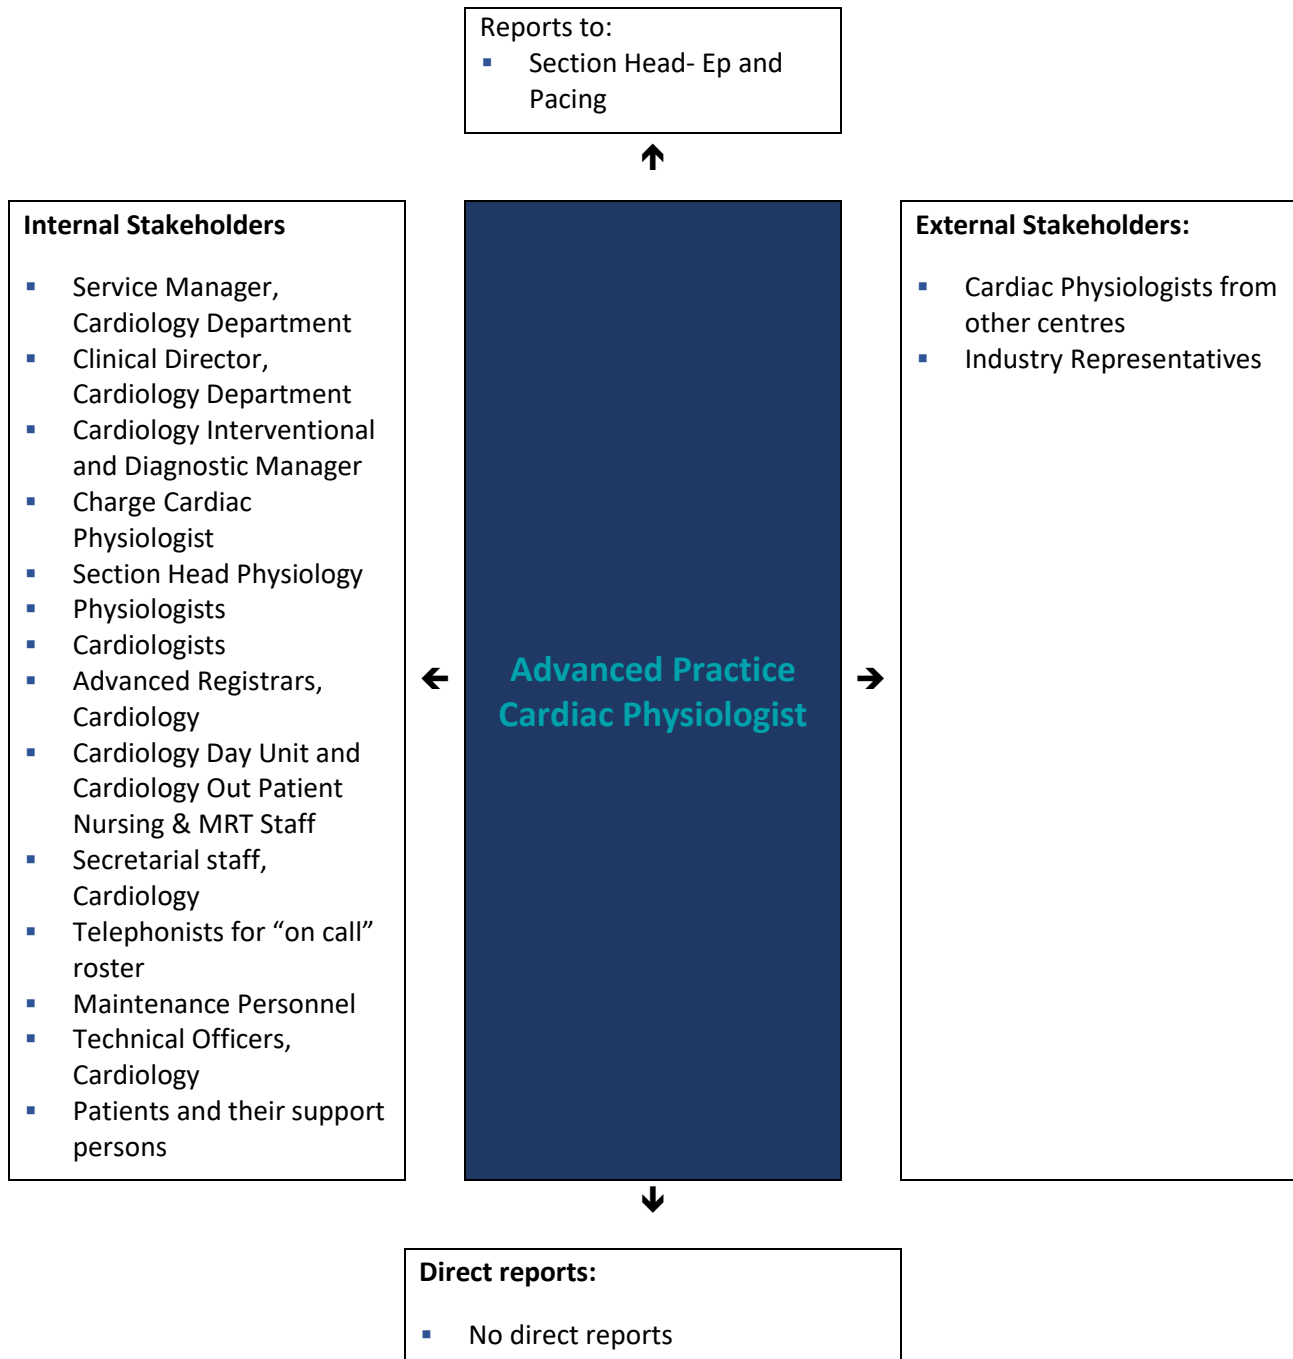 Reports to:
▪ Section Head- Ep and
Pacing
↑
Internal Stakeholders
▪ Service Manager,
Cardiology Department
▪ Clinical Director,
Cardiology Department
▪ Cardiology Interventional
and Diagnostic Manager
▪ Charge Cardiac
Physiologist
▪ Section Head Physiology
▪ Physiologists
▪ Cardiologists
▪ Advanced Registrars,
Cardiology
▪ Cardiology Day Unit and
Cardiology Out Patient
Nursing & MRT Staff
▪ Secretarial staff,
Cardiology
▪ Telephonists for “on call”
roster
▪ Maintenance Personnel
▪ Technical Officers,
Cardiology
▪ Patients and their support
persons
←
Advanced Practice
Cardiac Physiologist
→
External Stakeholders:
▪ Cardiac Physiologists from
other centres
▪ Industry Representatives
↓
Direct reports:
▪ No direct reports